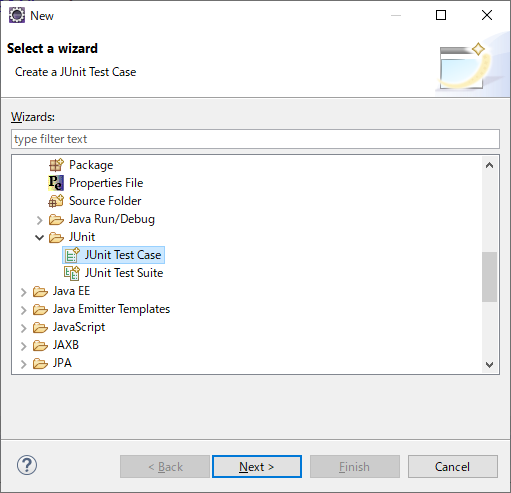 New
Select a wizard
Create a JUnit Test Case
Wizards:
type filter text
Package
Properties File
Source Folder
Java Run/Debug
JUnit
JUnit Test Case
JUnit Test Suite
Java EE
Java Emitter Templates
JavaScript
JAXB
JPA
< Back
Next >
Finish
Cancel